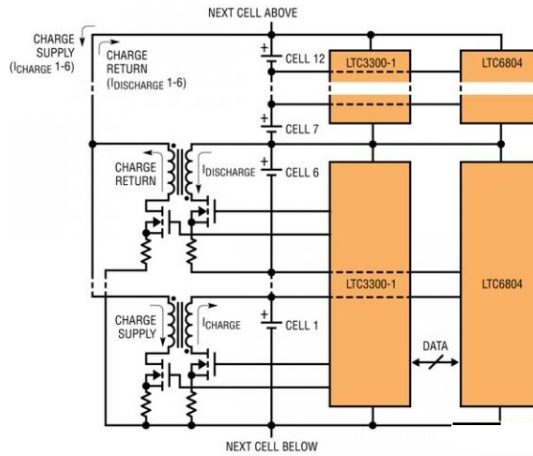 NEXT CELL ABOVE
CHARGE
SUPPLY
(ICHARGE 1-6)
CHARGE
RETURN
(IDISCHARGE 1-6)
+
CELL 12
LTC3300-1
LTC6804
+
CELL 7
CHARGE
RETURN
IDISCHARGE
+
CELL 6
LTC3300-1
LTC6804
CHARGE
SUPPLY
ICHARGE
+
CELL 1
DATA
NEXT CELL BELOW